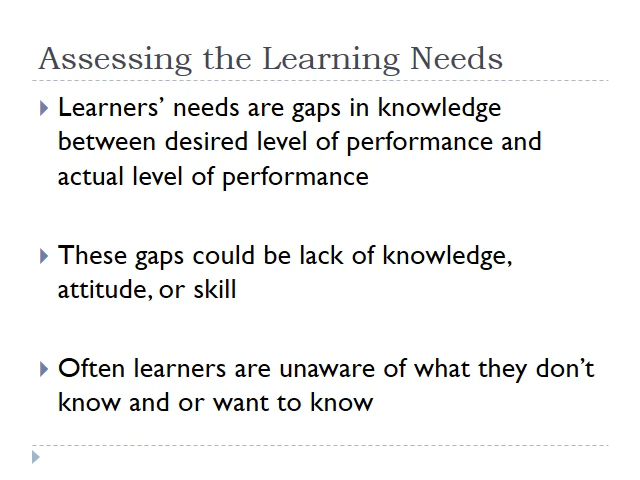 Assessing the Learning Needs
Learners’ needs are gaps in knowledge
between desired level of performance and
actual level of performance
These gaps could be lack of knowledge,
attitude, or skill
Often learners are unaware of what they don’t
know and or want to know